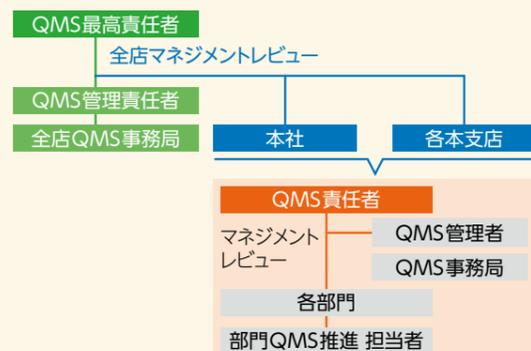 QMS最高責任者
全店マネジメントレビュー
QMS管理責任者
全店QMS事務局
本社
各本支店
QMS責任者
マネジメント
レビュー
QMS管理者
QMS事務局
各部門
部門QMS推進 担当者